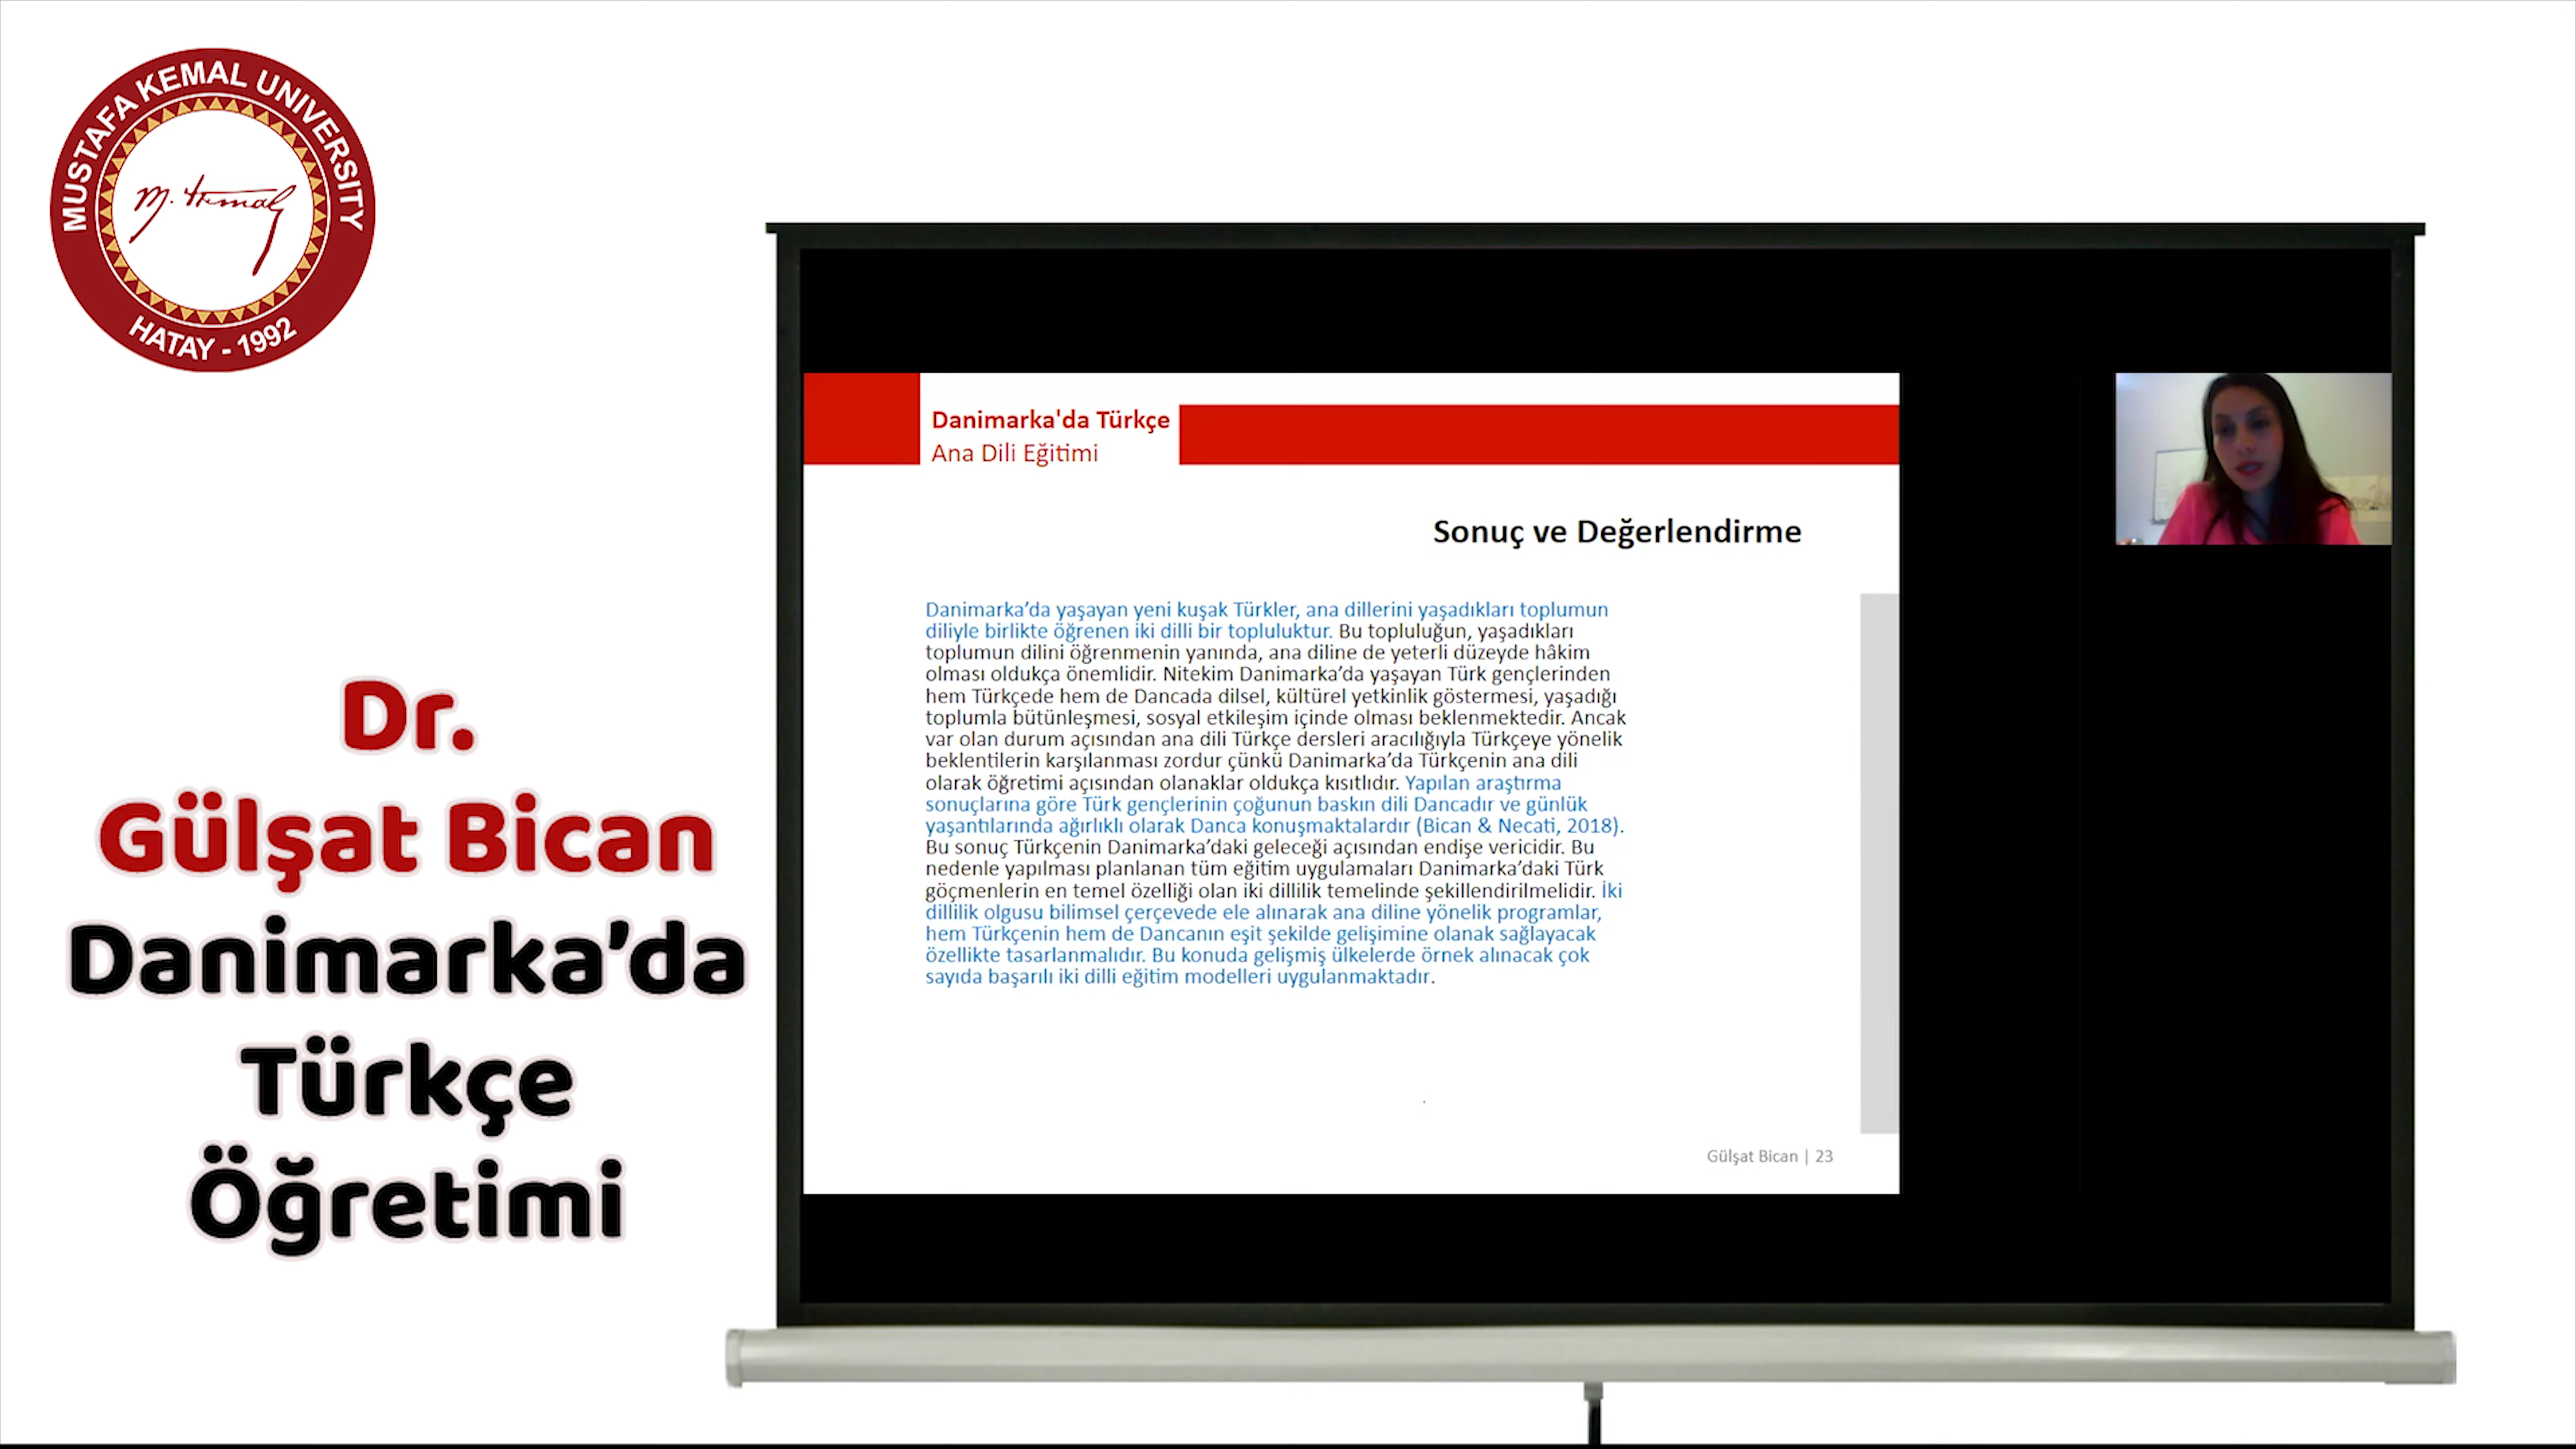 MUSTAFA KEMAL UNIVERSITY
M. Kemal
HATAY - 1992
Dr.
Gülşat Bican
Danimarka’da
Türkçe
Öğretimi
Danimarka'da Türkçe
Ana Dili Eğitimi
Sonuç ve Değerlendirme
Danimarka’da yaşayan yeni kuşak Türkler, ana dillerini yaşadıkları toplumun
diliyle birlikte öğrenen iki dilli bir topluluktur. Bu topluluğun, yaşadıkları
toplumun dilini öğrenmenin yanında, ana diline de yeterli düzeyde hâkim
olması oldukça önemlidir. Nitekim Danimarka’da yaşayan Türk gençlerinden
hem Türkçede hem de Dancada dilsel, kültürel yetkinlik göstermesi, yaşadığı
toplumla bütünleşmesi, sosyal etkileşim içinde olması beklenmektedir. Ancak
var olan durum açısından ana dili Türkçe dersleri aracılığıyla Türkçeye yönelik
beklentilerin karşılanması zordur çünkü Danimarka’da Türkçenin ana dili
olarak öğretimi açısından olanaklar oldukça kısıtlıdır. Yapılan araştırma
sonuçlarına göre Türk gençlerinin çoğunun baskın dili Dancadır ve günlük
yaşantılarında ağırlıklı olarak Danca konuşmaktalardır (Bican & Necati, 2018).
Bu sonuç Türkçenin Danimarka’daki geleceği açısından endişe vericidir. Bu
nedenle yapılması planlanan tüm eğitim uygulamaları Danimarka’daki Türk
göçmenlerin en temel özelliği olan iki dillilik temelinde şekillendirilmelidir. İki
dillilik olgusu bilimsel çerçevede ele alınarak ana diline yönelik programlar,
hem Türkçenin hem de Dancanın eşit şekilde gelişimine olanak sağlayacak
özellikte tasarlanmalıdır. Bu konuda gelişmiş ülkelerde örnek alınacak çok
sayıda başarılı iki dilli eğitim modelleri uygulanmaktadır.
Gülşat Bican | 23